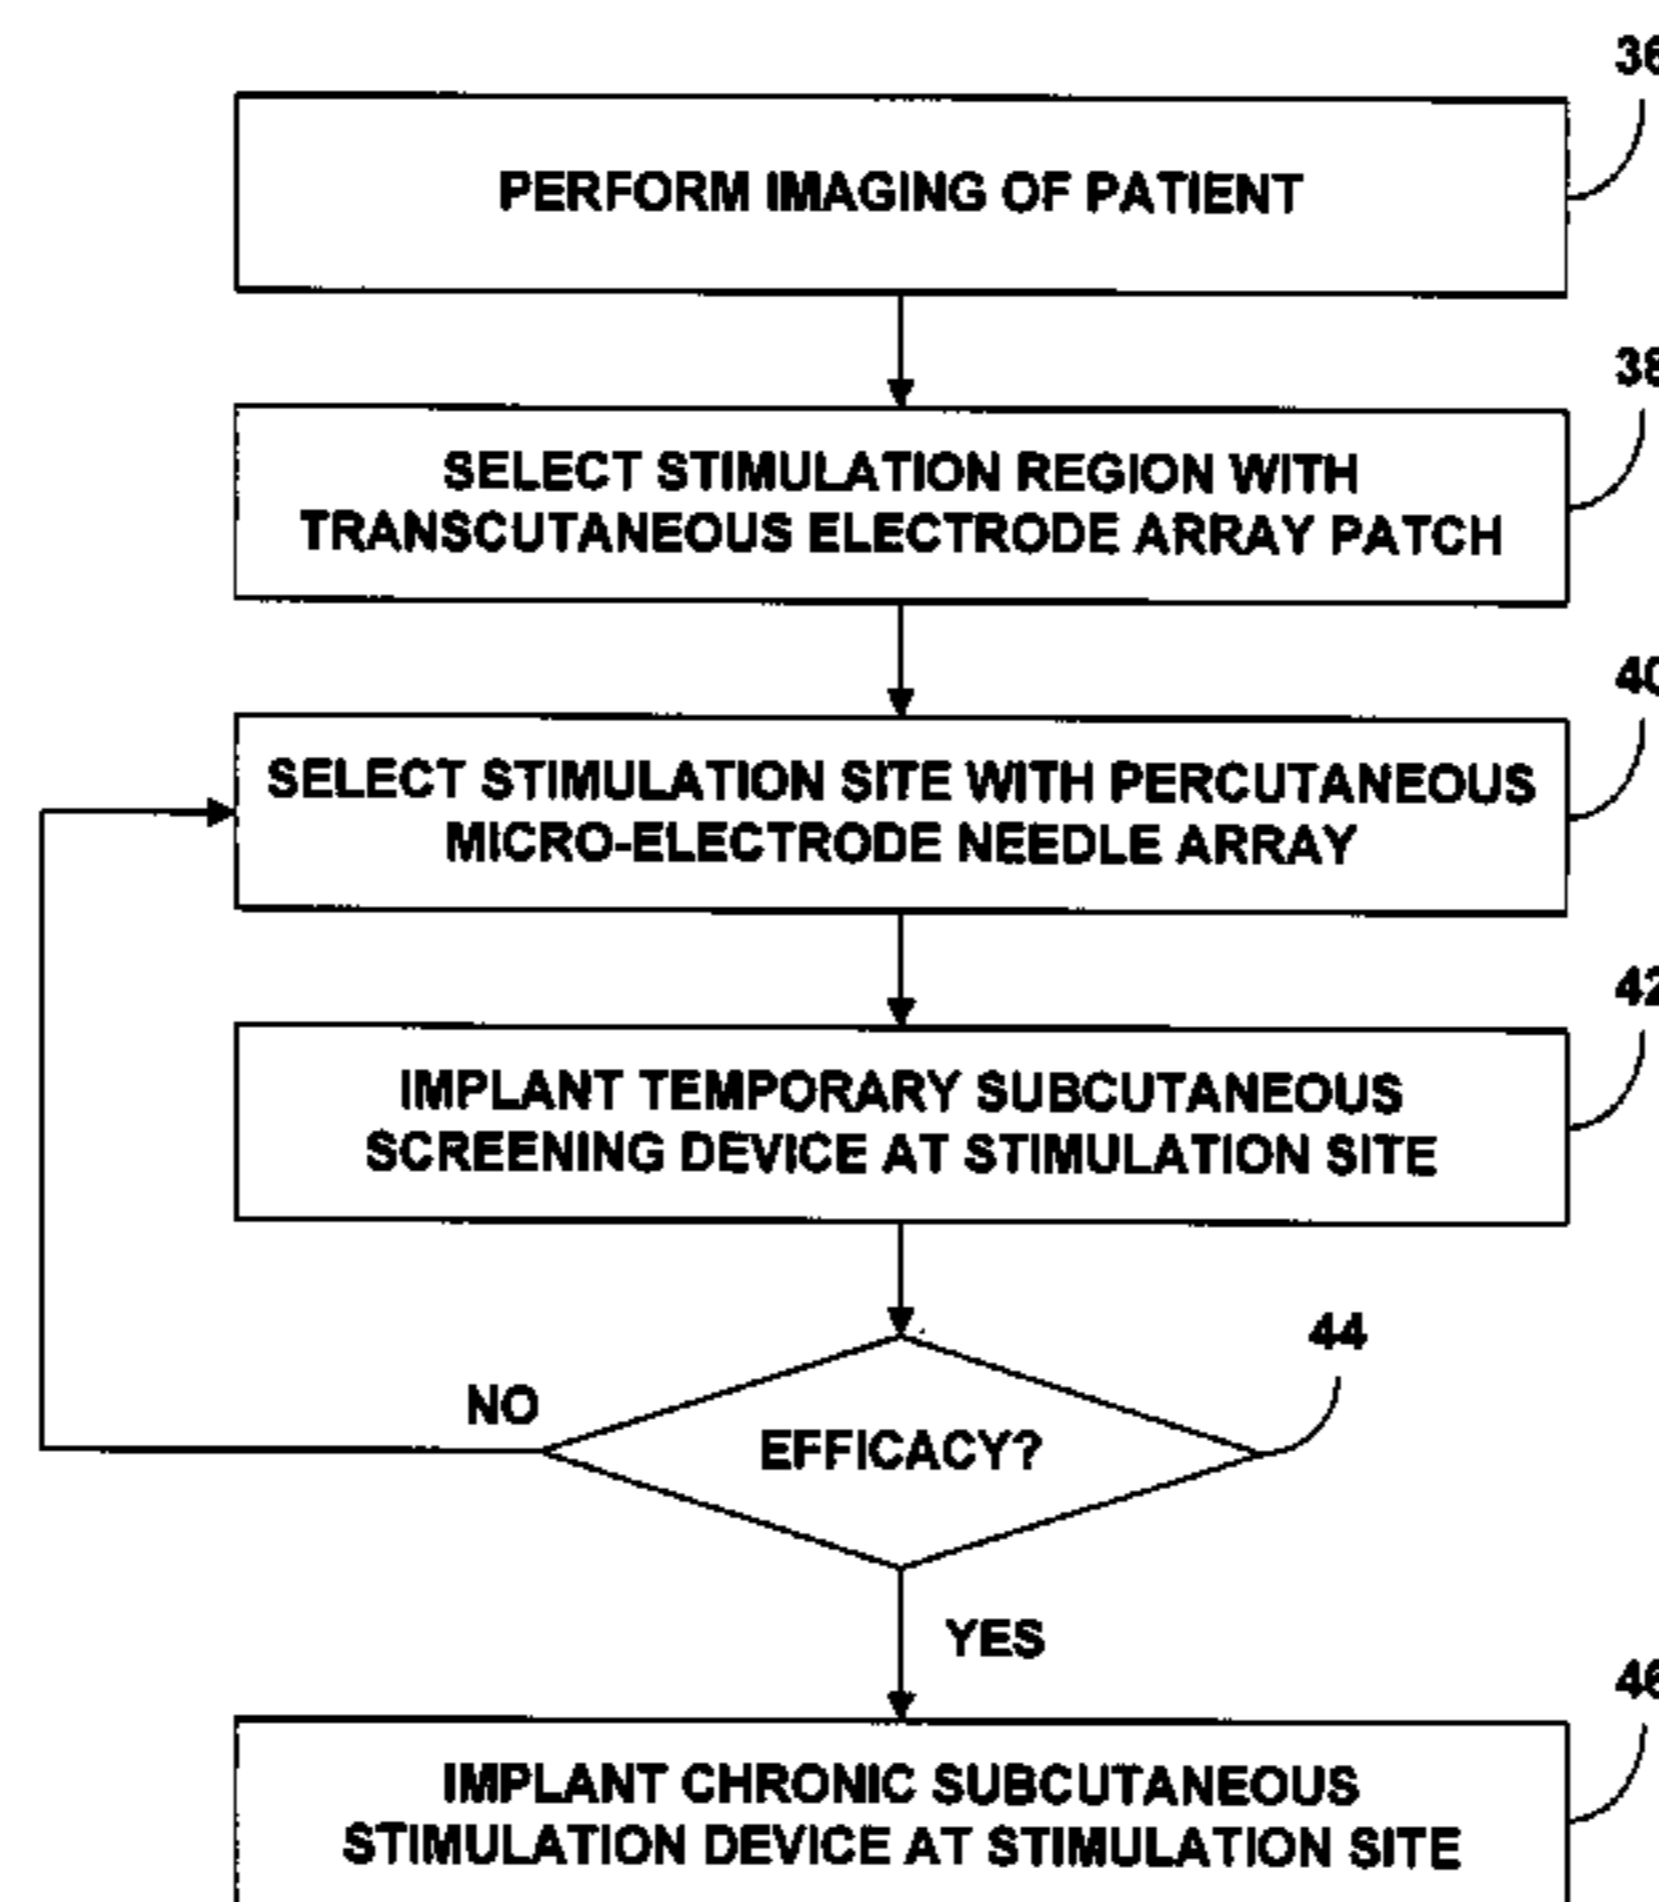 36
PERFORM IMAGING OF PATIENT
38
SELECT STIMULATION REGION WITH
TRANSCUTANEOUS ELECTRODE ARRAY PATCH
40
SELECT STIMULATION SITE WITH PERCUTANEOUS
MICRO-ELECTRODE NEEDLE ARRAY
42
IMPLANT TEMPORARY SUBCUTANEOUS
SCREENING DEVICE AT STIMULATION SITE
44
NO
EFFICACY?
YES
46
IMPLANT CHRONIC SUBCUTANEOUS
STIMULATION DEVICE AT STIMULATION SITE